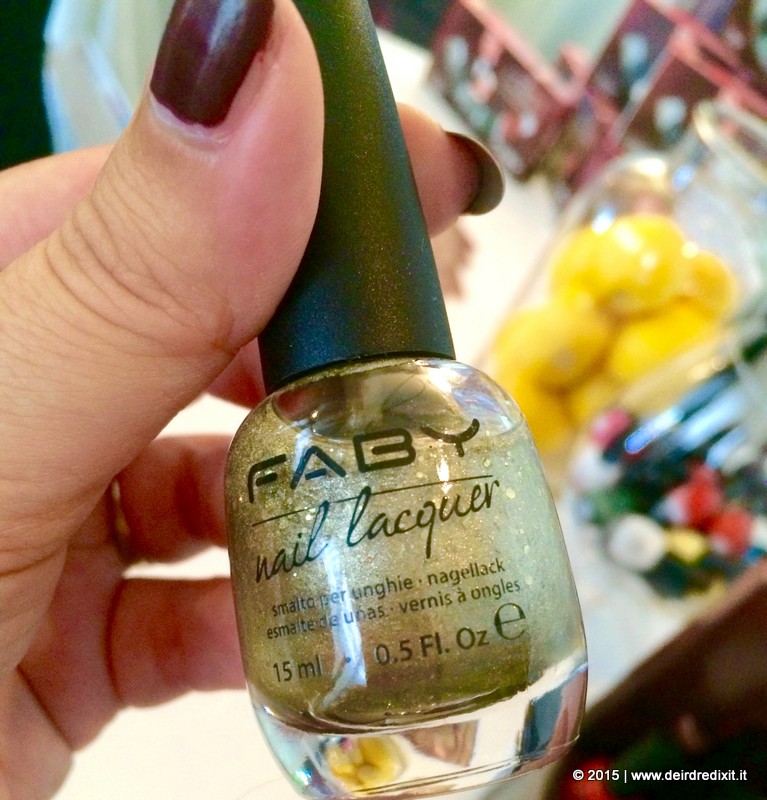 FABY
nail lacquer
smalto per unghie · nagellack
esmalte de unas · vernis à ongles
15 ml · 0.5 Fl. Oz e
© 2015 | www.deirdredixit.it